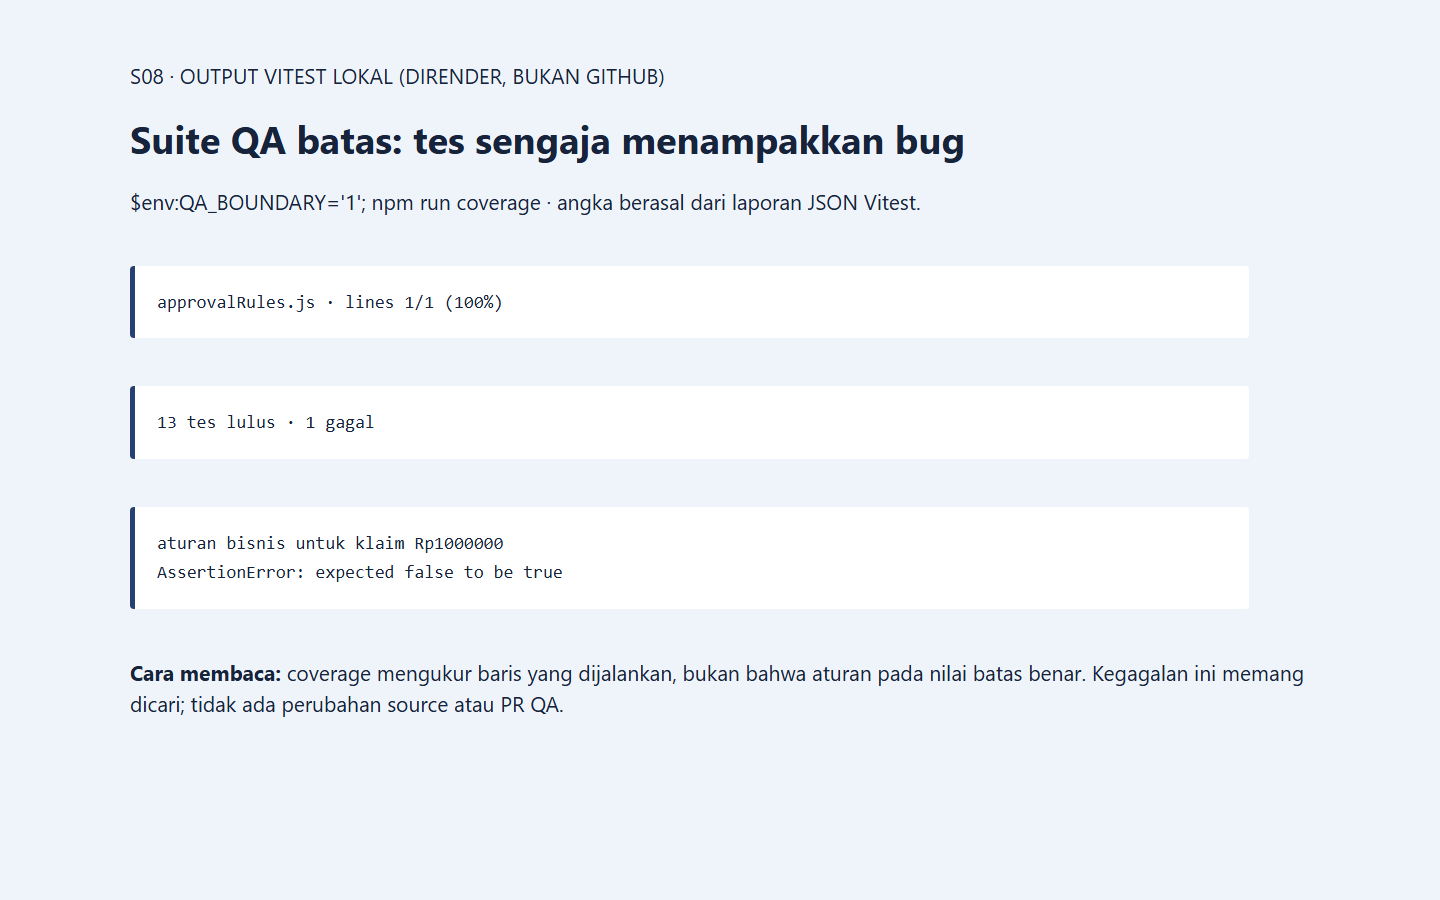 S08 · OUTPUT VITEST LOKAL (DIRENDER, BUKAN GITHUB)
Suite QA batas: tes sengaja menampakkan bug
$env:QA_BOUNDARY='1'; npm run coverage · angka berasal dari laporan JSON Vitest.
approvalRules.js · lines 1/1 (100%)
13 tes lulus · 1 gagal
aturan bisnis untuk klaim Rp1000000
AssertionError: expected false to be true
Cara membaca: coverage mengukur baris yang dijalankan, bukan bahwa aturan pada nilai batas benar. Kegagalan ini memang
dicari; tidak ada perubahan source atau PR QA.